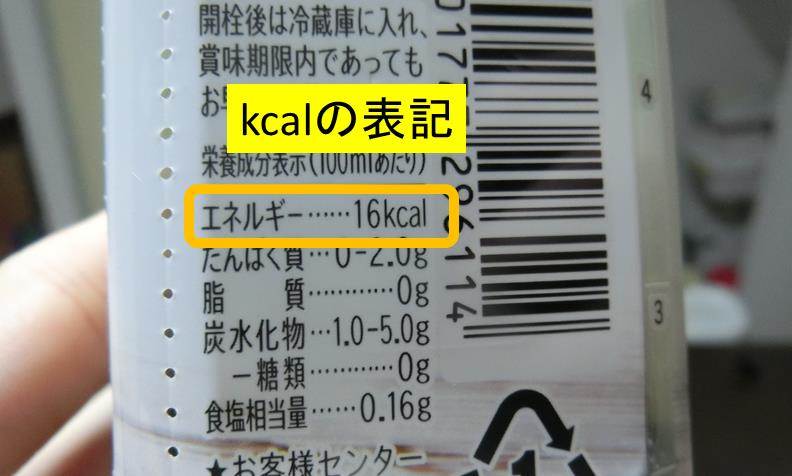 開栓後は冷蔵庫に入れ、
賞味期限内であっても
お
kcalの表記
栄養成分表示(100mlあたり)
エネルギー……16kcal
たんぱく質…0-2.0g
脂　　質…………0g
炭水化物…1.0-5.0g
－糖類…………0g
食塩相当量……0.16g
★お客様センター
4
3